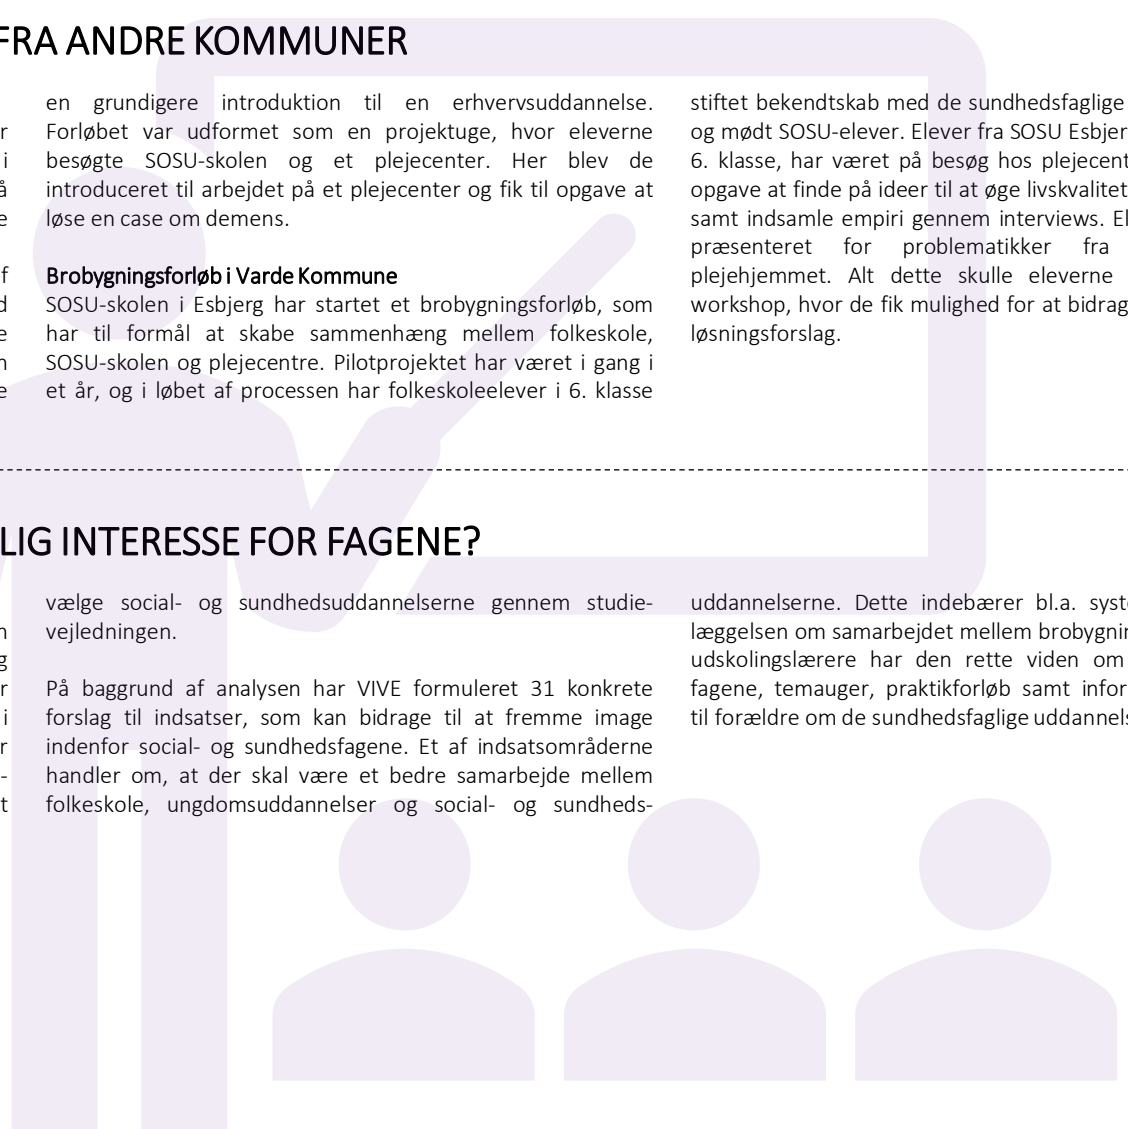 FRA ANDRE KOMMUNER
r
i
å
e
f
d
e
n
e
en grundigere introduktion til en erhvervsuddannelse.
Forløbet var udformet som en projektuge, hvor eleverne
besøgte SOSU-skolen og et plejecenter. Her blev de
introduceret til arbejdet på et plejecenter og fik til opgave at
løse en case om demens.
Brobygningsforløb i Varde Kommune
SOSU-skolen i Esbjerg har startet et brobygningsforløb, som
har til formål at skabe sammenhæng mellem folkeskole,
SOSU-skolen og plejecentre. Pilotprojektet har været i gang i
et år, og i løbet af processen har folkeskoleelever i 6. klasse
stiftet bekendtskab med de sundhedsfaglige
og mødt SOSU-elever. Elever fra SOSU Esbjer
6. klasse, har været på besøg hos plejecent
opgave at finde på ideer til at øge livskvalitet
samt indsamle empiri gennem interviews. El
præsenteret for problematikker fra
plejehjemmet. Alt dette skulle eleverne
workshop, hvor de fik mulighed for at bidrag
løsningsforslag.
LIG INTERESSE FOR FAGENE?
n
g
r
i
r
-
t
vælge social- og sundhedsuddannelserne gennem studie-
vejledningen.
På baggrund af analysen har VIVE formuleret 31 konkrete
forslag til indsatser, som kan bidrage til at fremme image
indenfor social- og sundhedsfagene. Et af indsatsområderne
handler om, at der skal være et bedre samarbejde mellem
folkeskole, ungdomsuddannelser og social- og sundheds-
uddannelserne. Dette indebærer bl.a. syst
læggelsen om samarbejdet mellem brobygnin
udskolingslærere har den rette viden om
fagene, temauger, praktikforløb samt infor
til forældre om de sundhedsfaglige uddannels